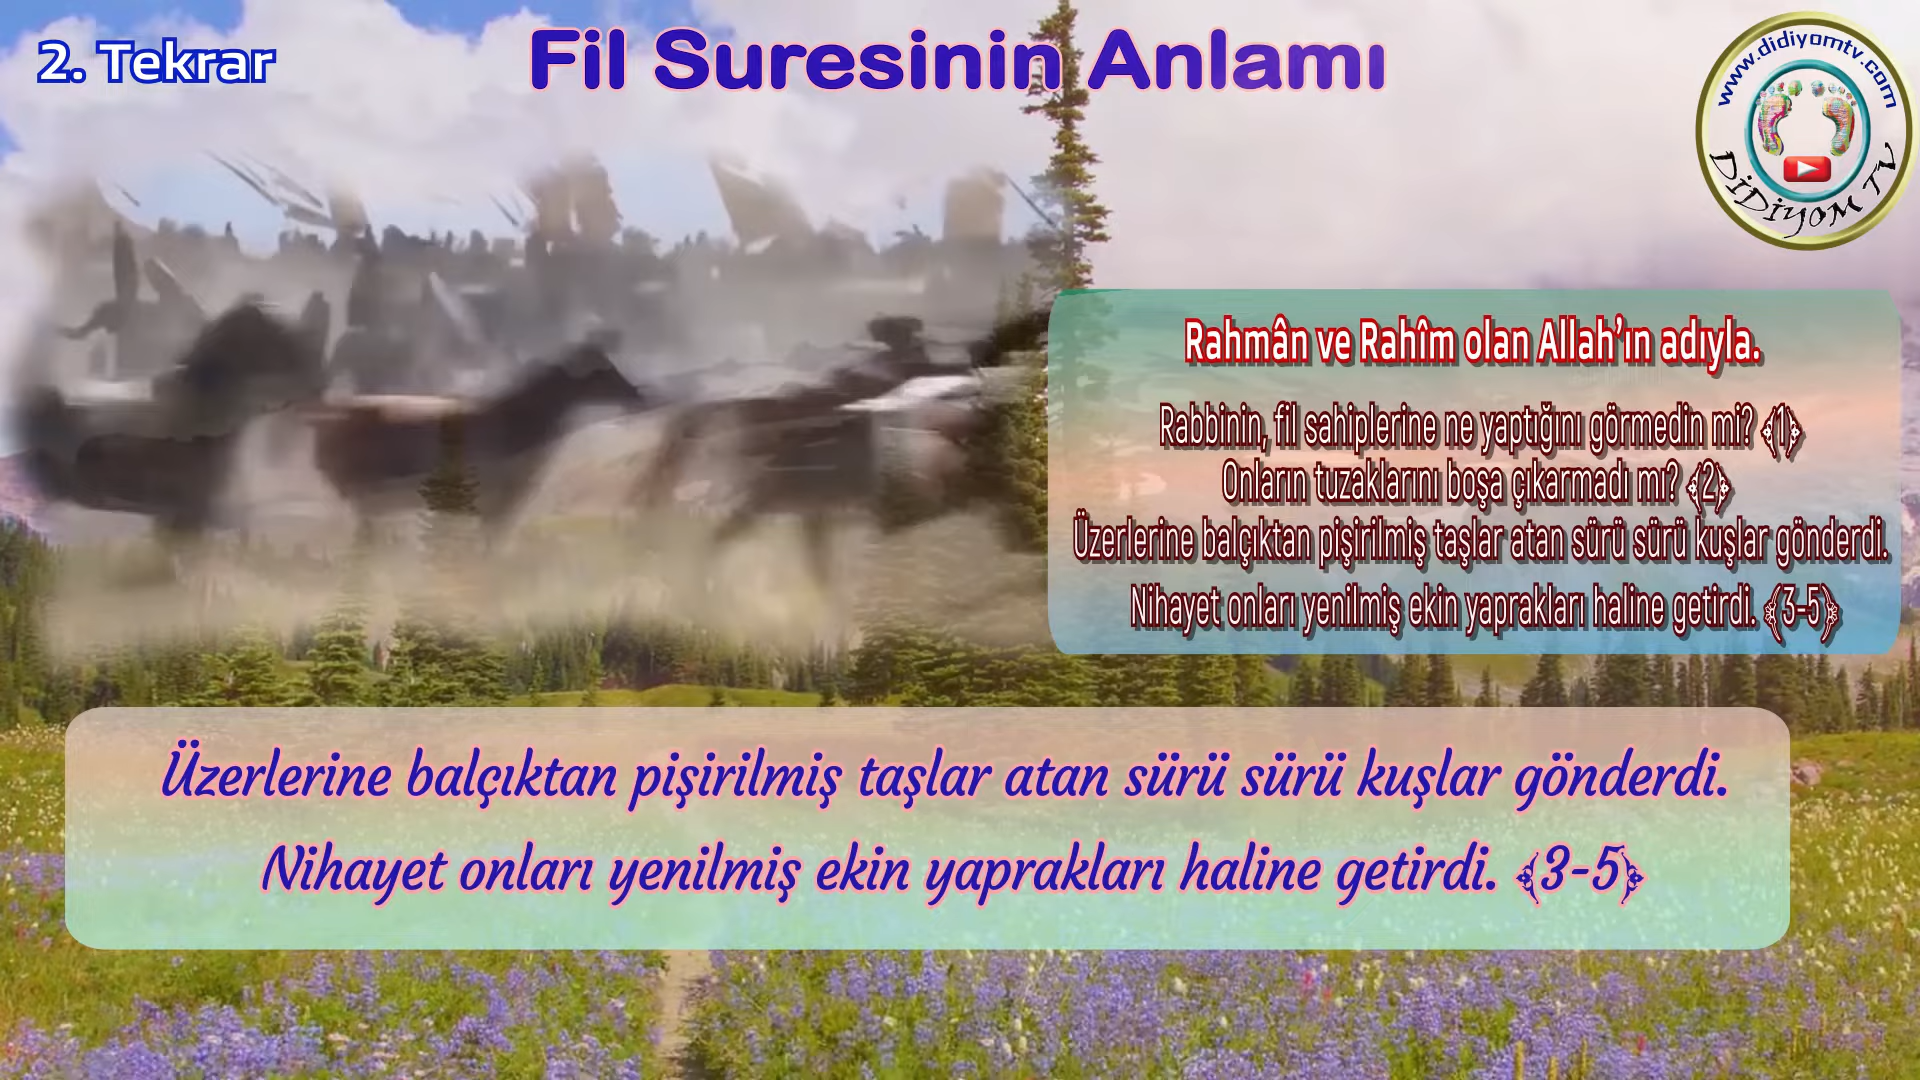 2. Tekrar
Fil Suresinin Anlamı
www.didiyomtv.com
DiDiYOM TV
Rahmân ve Rahîm olan Allah’ın adıyla.
Rabbinin, fil sahiplerine ne yaptığını görmedin mi? ﴾1﴿
Onların tuzaklarını boşa çıkarmadı mı? ﴾2﴿
Üzerlerine balçıktan pişirilmiş taşlar atan sürü sürü kuşlar gönderdi.
Nihayet onları yenilmiş ekin yaprakları haline getirdi. ﴾3-5﴿
Üzerlerine balçıktan pişirilmiş taşlar atan sürü sürü kuşlar gönderdi.
Nihayet onları yenilmiş ekin yaprakları haline getirdi. ﴾3-5﴿